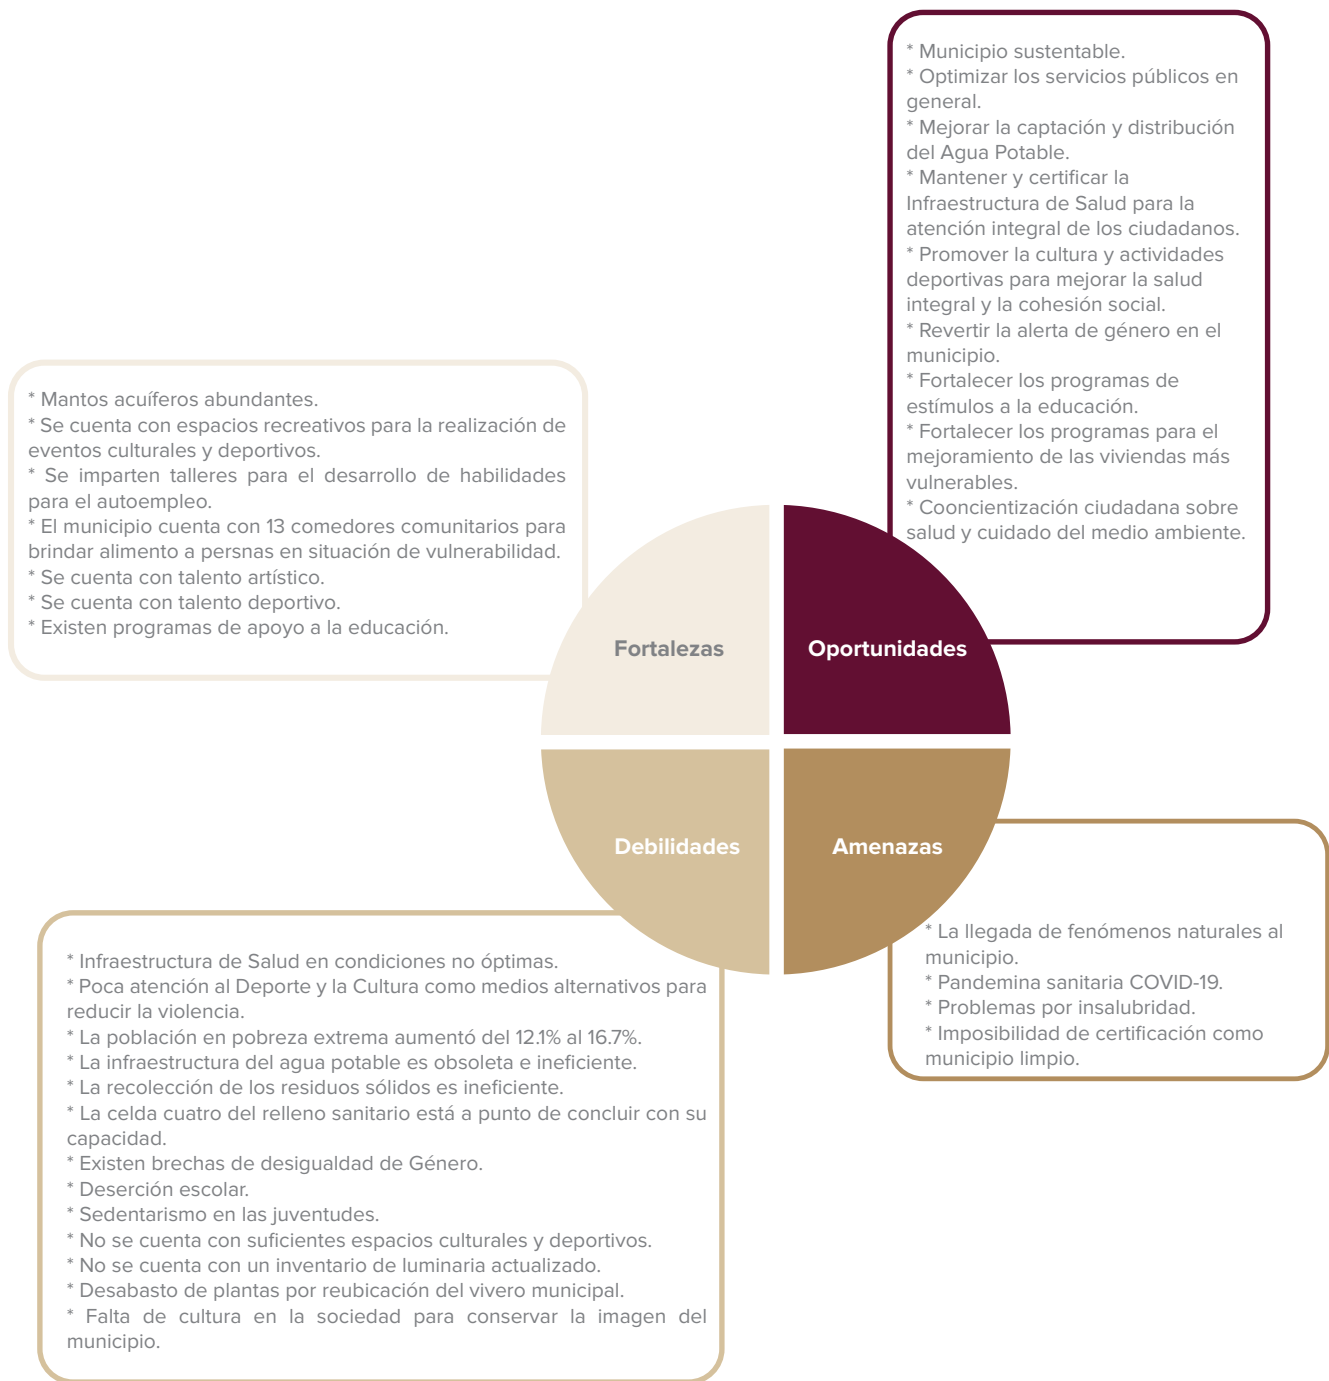 * Municipio sustentable.
* Optimizar los servicios públicos en
general.
* Mejorar la captación y distribución
del Agua Potable.
* Mantener y certificar la
Infraestructura de Salud para la
atención integral de los ciudadanos.
* Promover la cultura y actividades
deportivas para mejorar la salud
integral y la cohesión social.
* Revertir la alerta de género en el
municipio.
* Fortalecer los programas de
estímulos a la educación.
* Fortalecer los programas para el
mejoramiento de las viviendas más
vulnerables.
* Cooncientización ciudadana sobre
salud y cuidado del medio ambiente.
* Mantos acuíferos abundantes.
* Se cuenta con espacios recreativos para la realización de
eventos culturales y deportivos.
* Se imparten talleres para el desarrollo de habilidades
para el autoempleo.
* El municipio cuenta con 13 comedores comunitarios para
brindar alimento a persnas en situación de vulnerabilidad.
* Se cuenta con talento artístico.
* Se cuenta con talento deportivo.
* Existen programas de apoyo a la educación.
Fortalezas
Oportunidades
Debilidades
Amenazas
* La llegada de fenómenos naturales al
municipio.
* Pandemina sanitaria COVID-19.
* Problemas por insalubridad.
* Imposibilidad de certificación como
municipio limpio.
* Infraestructura de Salud en condiciones no óptimas.
* Poca atención al Deporte y la Cultura como medios alternativos para
reducir la violencia.
* La población en pobreza extrema aumentó del 12.1% al 16.7%.
* La infraestructura del agua potable es obsoleta e ineficiente.
* La recolección de los residuos sólidos es ineficiente.
* La celda cuatro del relleno sanitario está a punto de concluir con su
capacidad.
* Existen brechas de desigualdad de Género.
* Deserción escolar.
* Sedentarismo en las juventudes.
* No se cuenta con suficientes espacios culturales y deportivos.
* No se cuenta con un inventario de luminaria actualizado.
* Desabasto de plantas por reubicación del vivero municipal.
* Falta de cultura en la sociedad para conservar la imagen del
municipio.